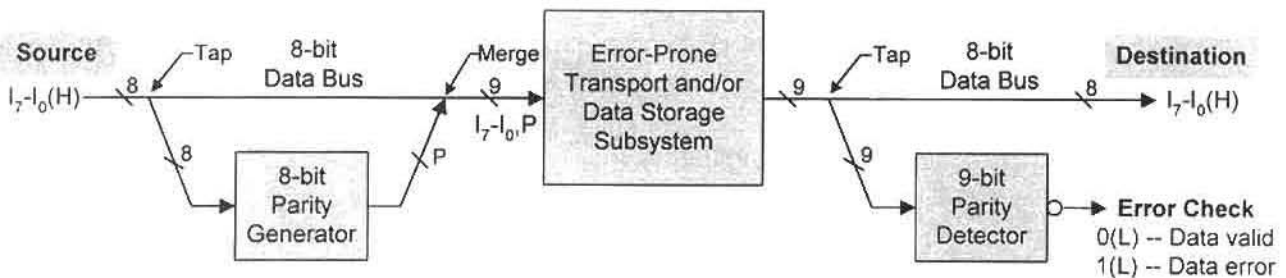 Source
I₇-I₀(H)
8
Tap
8-bit
Data Bus
8
8-bit
Parity
Generator
P
Merge
9
I₇-I₀,P
Error-Prone
Transport and/or
Data Storage
Subsystem
9
Tap
8-bit
Data Bus
8
Destination
I₇-I₀(H)
9
9-bit
Parity
Detector
Error Check
0(L) -- Data valid
1(L) -- Data error